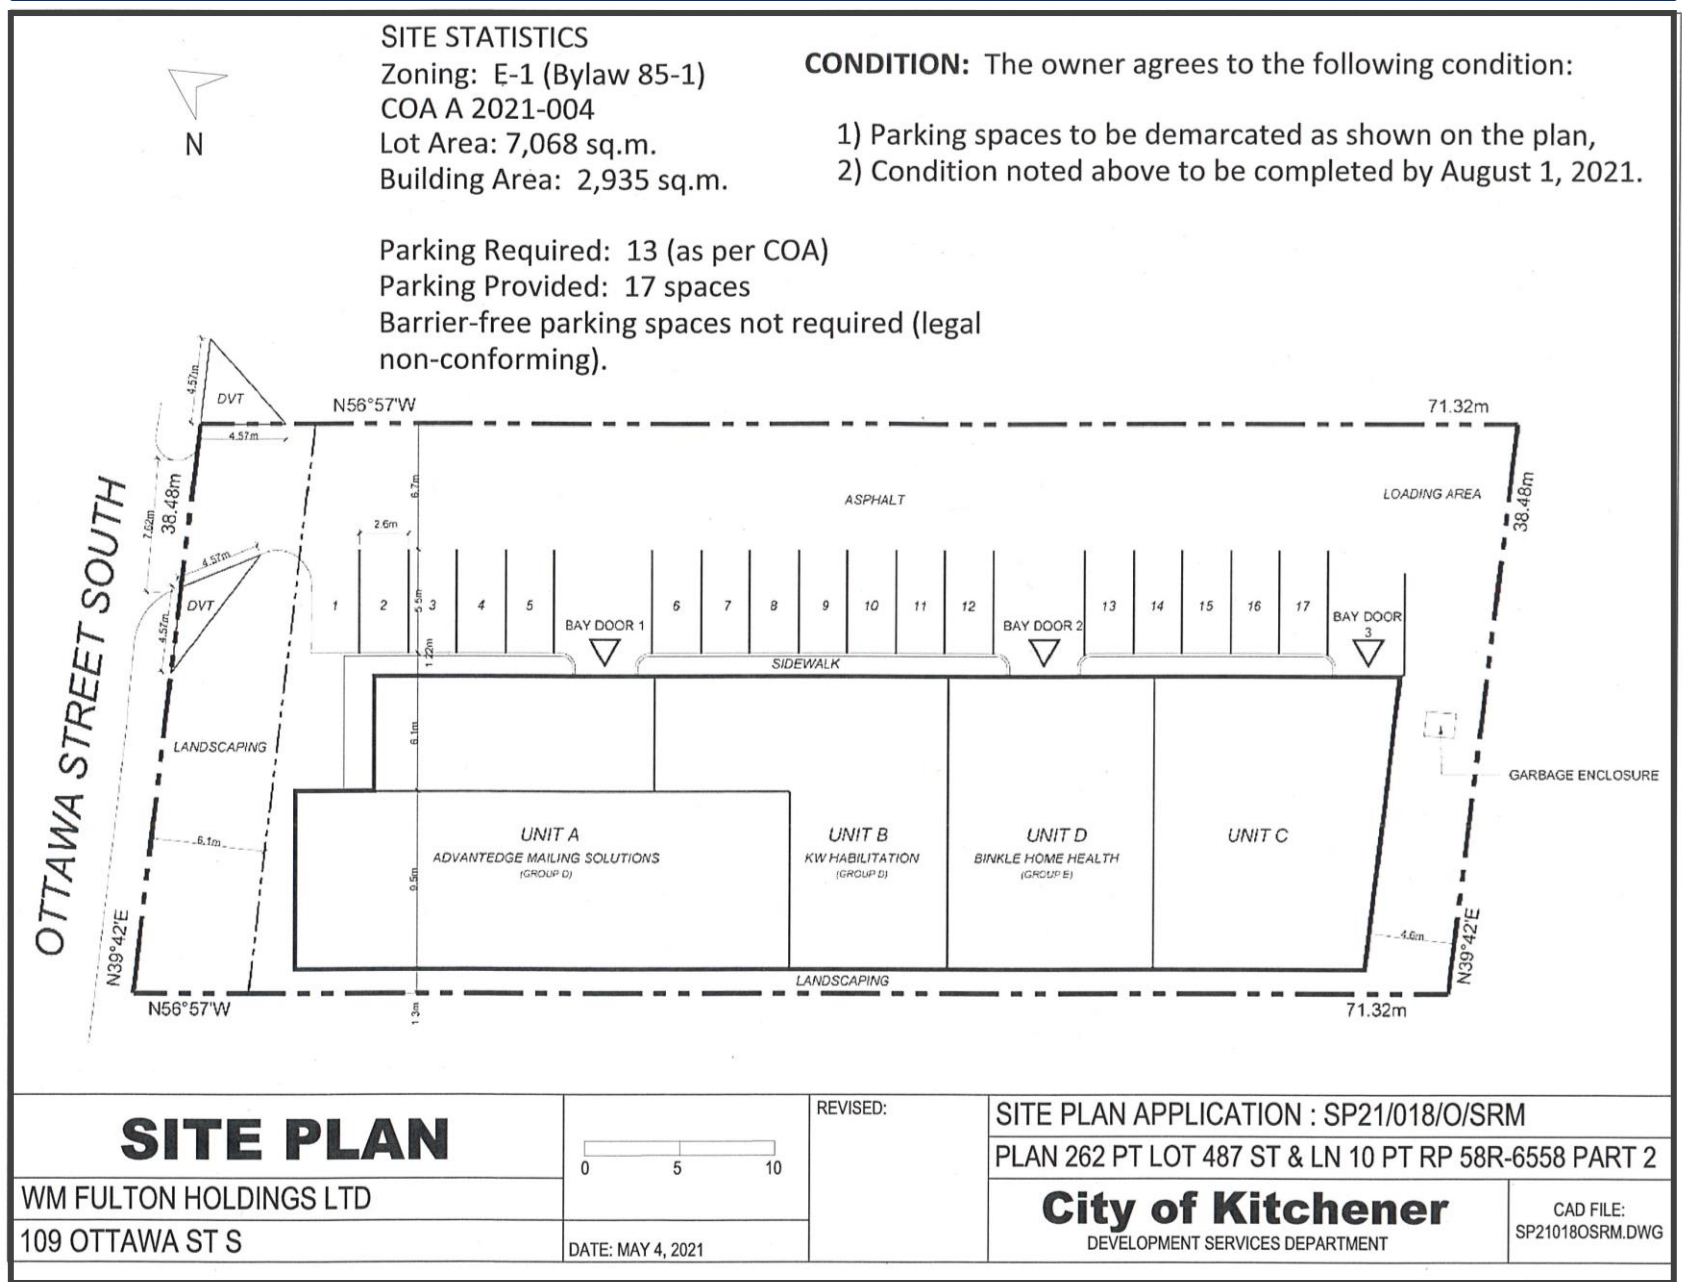 SITE STATISTICS
Zoning: E-1 (Bylaw 85-1)
COA A 2021-004
Lot Area: 7,068 sq.m.
Building Area: 2,935 sq.m.
Parking Required: 13 (as per COA)
Parking Provided: 17 spaces
Barrier-free parking spaces not required (legal
non-conforming).
CONDITION: The owner agrees to the following condition:
1) Parking spaces to be demarcated as shown on the plan,
2) Condition noted above to be completed by August 1, 2021.
N
4.57m
DVT
4.57m
N56°57'W
71.32m
38.48m
7.62m
OTTAWA STREET SOUTH
6.7m
2.6m
ASPHALT
LOADING AREA
38.48m
4.57m
DVT
4.57m
1
2
3
4
5
5.5m
6
7
8
9
10
11
12
13
14
15
16
17
BAY DOOR 1
BAY DOOR 2
BAY DOOR
3
1.22m
SIDEWALK
6.1m
LANDSCAPING
GARBAGE ENCLOSURE
6.1m
UNIT A
ADVANTEDGE MAILING SOLUTIONS
(GROUP D)
UNIT B
KW HABILITATION
(GROUP D)
UNIT D
BINKLE HOME HEALTH
(GROUP E)
UNIT C
9.5m
4.6m
N39°42'E
N39°42'E
LANDSCAPING
N56°57'W
1.3m
71.32m
SITE PLAN
WM FULTON HOLDINGS LTD
109 OTTAWA ST S
0 5 10
DATE: MAY 4, 2021
REVISED:
SITE PLAN APPLICATION : SP21/018/O/SRM
PLAN 262 PT LOT 487 ST & LN 10 PT RP 58R-6558 PART 2
City of Kitchener
DEVELOPMENT SERVICES DEPARTMENT
CAD FILE:
SP21018OSRM.DWG